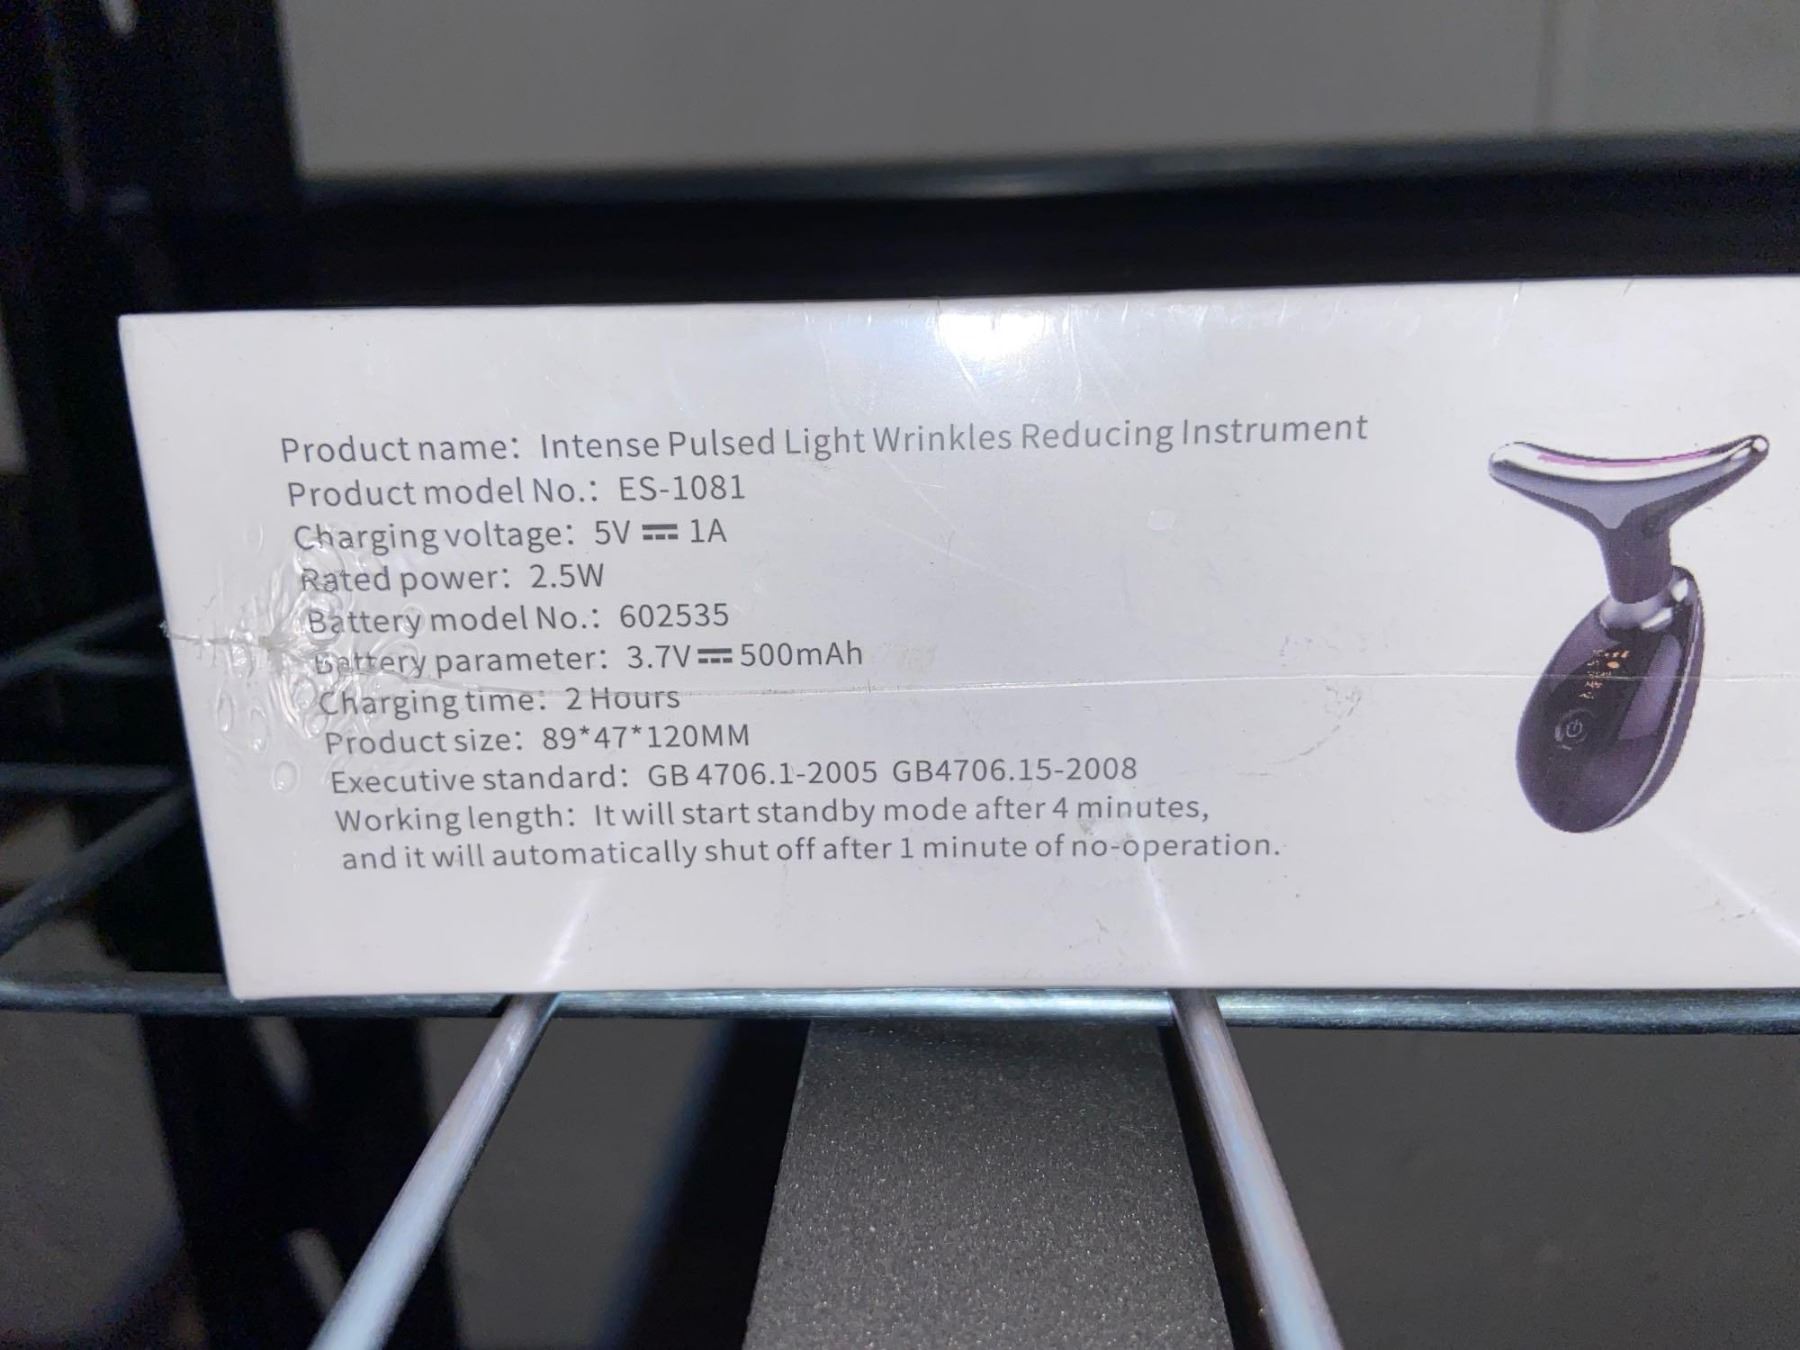 Product name: Intense Pulsed Light Wrinkles Reducing Instrument
Product model No.: ES-1081
Charging voltage: 5V ⎓ 1A
Rated power: 2.5W
Battery model No.: 602535
Battery parameter: 3.7V⎓500mAh
Charging time: 2 Hours
Product size: 89*47*120MM
Executive standard: GB 4706.1-2005 GB4706.15-2008
Working length: It will start standby mode after 4 minutes,
and it will automatically shut off after 1 minute of no-operation.